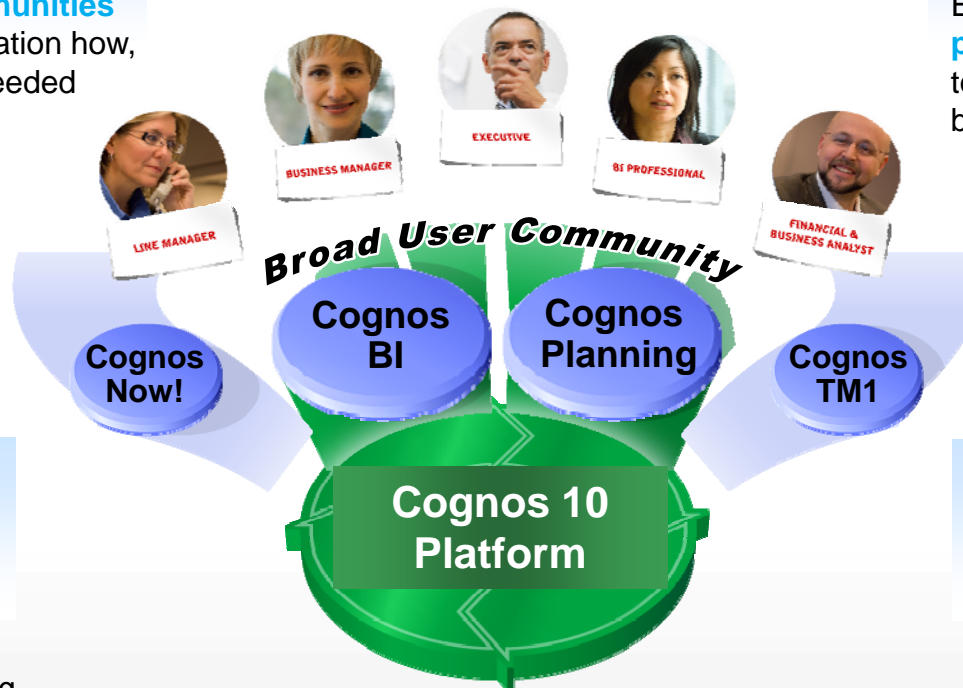 munities
ation how,
eeded
EXECUTIVE
BUSINESS MANAGER
BI PROFESSIONAL
LINE MANAGER
FINANCIAL &
BUSINESS ANALYST
Broad User Community
Cognos
BI
Cognos
Planning
Cognos
Now!
Cognos
TM1
Cognos 10
Platform